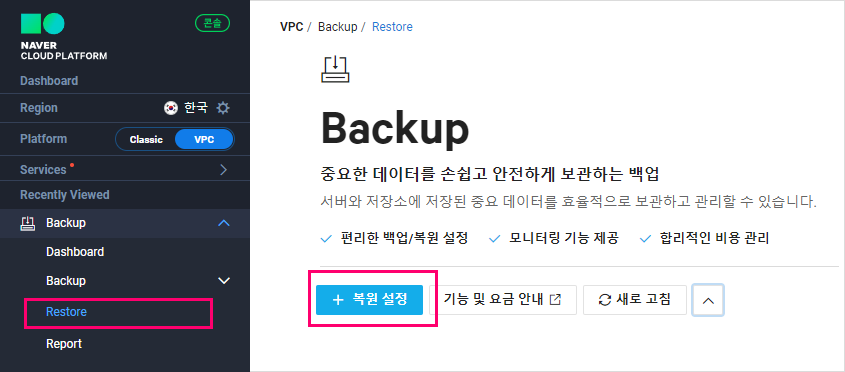 콘솔
NAVER
CLOUD PLATFORM
Dashboard
Region 한국
Platform Classic VPC
Services
Recently Viewed
Backup
Dashboard
Backup
Restore
Report
VPC / Backup / Restore
Backup
중요한 데이터를 손쉽고 안전하게 보관하는 백업
서버와 저장소에 저장된 중요 데이터를 효율적으로 보관하고 관리할 수 있습니다.
편리한 백업/복원 설정 모니터링 기능 제공 합리적인 비용 관리
+ 복원 설정 기능 및 요금 안내 새로 고침